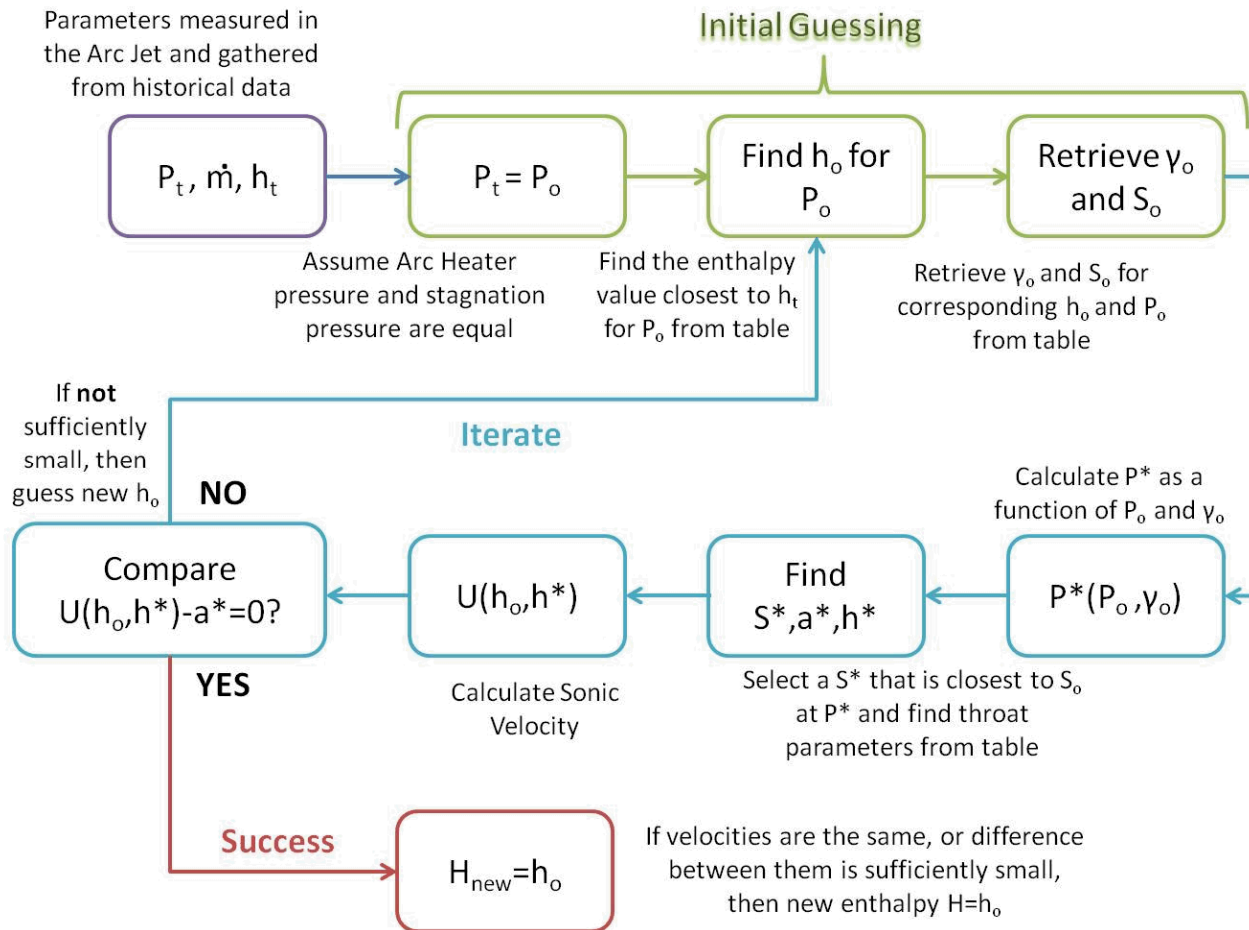 Parameters measured in
the Arc Jet and gathered
from historical data
Initial Guessing
Pₜ, ṁ, hₜ
Pₜ = Pₒ
Find hₒ for
Pₒ
Retrieve γₒ
and Sₒ
Assume Arc Heater
pressure and stagnation
pressure are equal
Find the enthalpy
value closest to hₜ
for Pₒ from table
Retrieve γₒ and Sₒ for
corresponding hₒ and Pₒ
from table
If not
sufficiently
small, then
guess new hₒ
NO
Iterate
Calculate P* as a
function of Pₒ and γₒ
Compare
U(hₒ,h*)-a*=0?
U(hₒ,h*)
Find
S*,a*,h*
P*(Pₒ,γₒ)
YES
Calculate Sonic
Velocity
Select a S* that is closest to Sₒ
at P* and find throat
parameters from table
Success
Hₙₑw=hₒ
If velocities are the same, or difference
between them is sufficiently small,
then new enthalpy H=hₒ